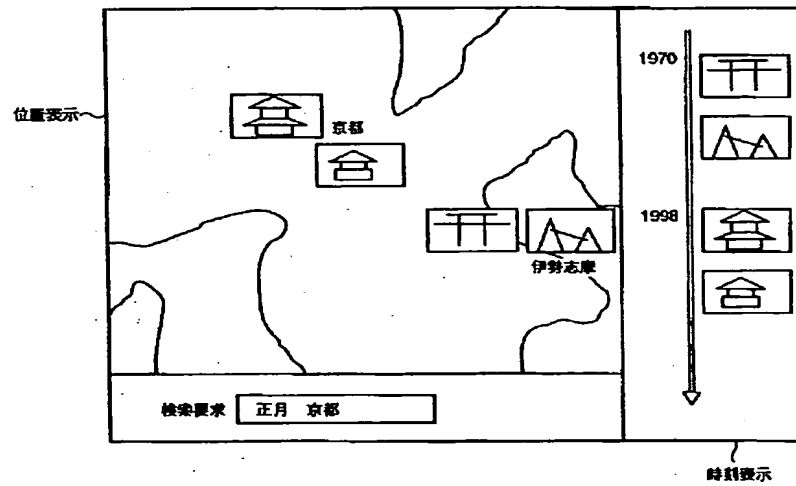 1970
位置表示
京都
1998
伊勢志摩
検索要求 正月 京都
時刻表示